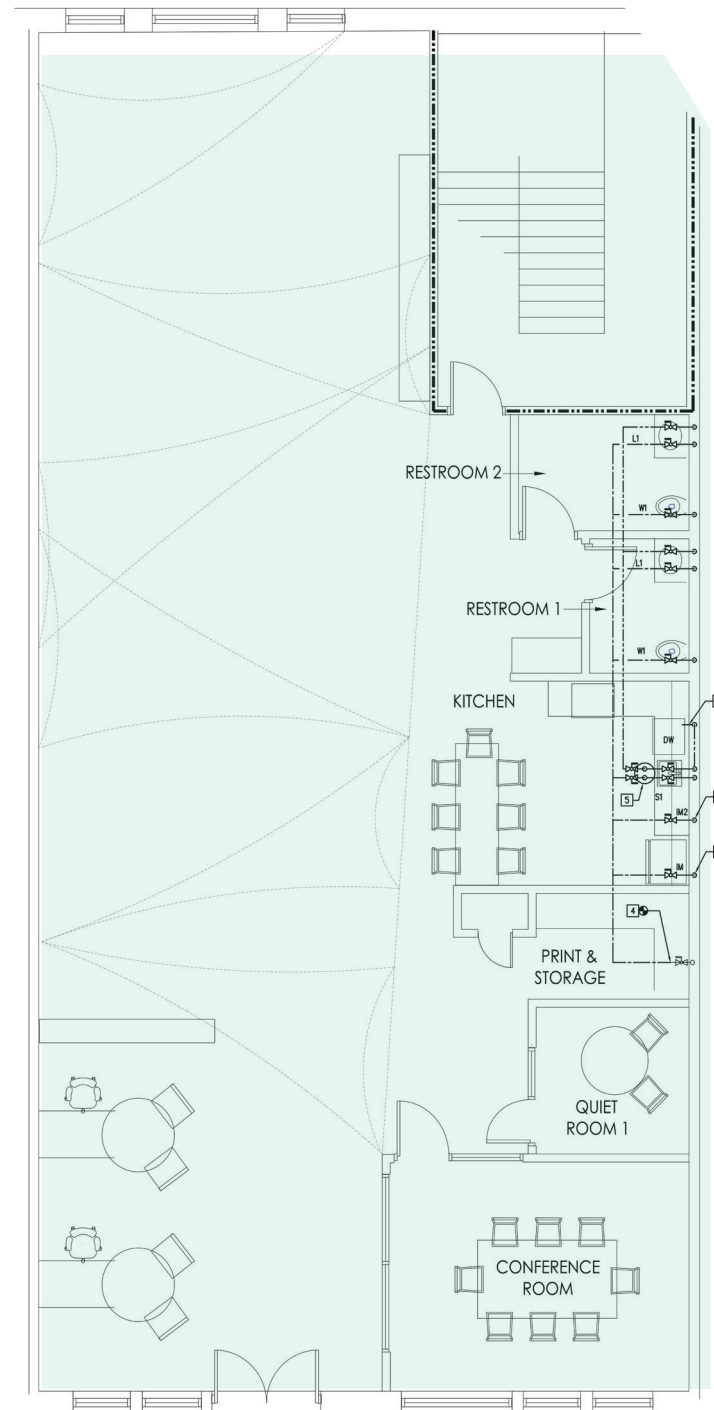 L1
RESTROOM 2
W1
L1
RESTROOM 1
W1
KITCHEN
DW
5
S1
IM2
IM
4
PRINT &
STORAGE
QUIET
ROOM 1
CONFERENCE
ROOM